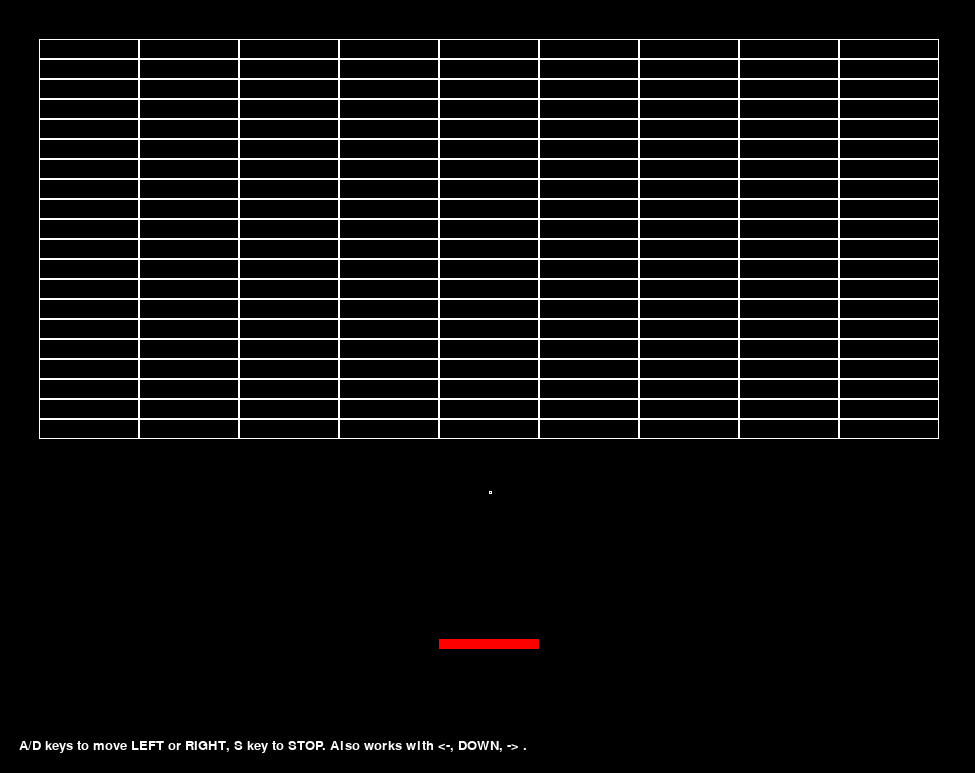 A/D keys to move LEFT or RIGHT, S key to STOP. Also works with <-, DOWN, -> .